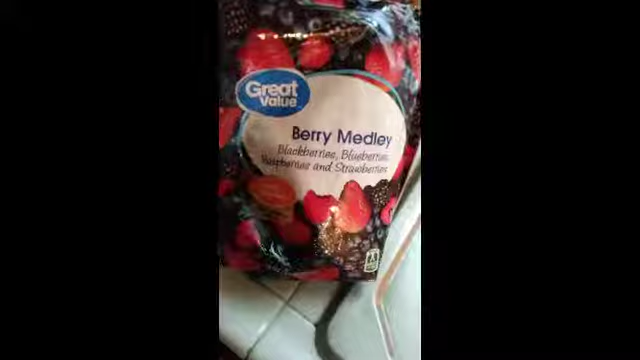 Great
Value
Berry Medley
Blackberries, Blueberries,
Raspberries and Strawberries